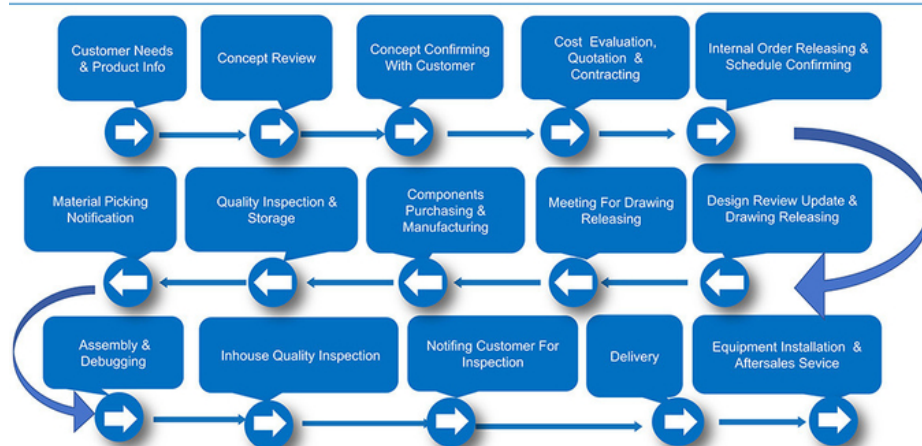 Customer Needs
& Product Info
Concept Review
Concept Confirming
With Customer
Cost Evaluation,
Quotation &
Contracting
Internal Order Releasing &
Schedule Confirming
Material Picking
Notification
Quality Inspection &
Storage
Components
Purchasing &
Manufacturing
Meeting For Drawing
Releasing
Design Review Update &
Drawing Releasing
Assembly &
Debugging
Inhouse Quality Inspection
Notifing Customer For
Inspection
Delivery
Equipment Installation &
Aftersales Sevice